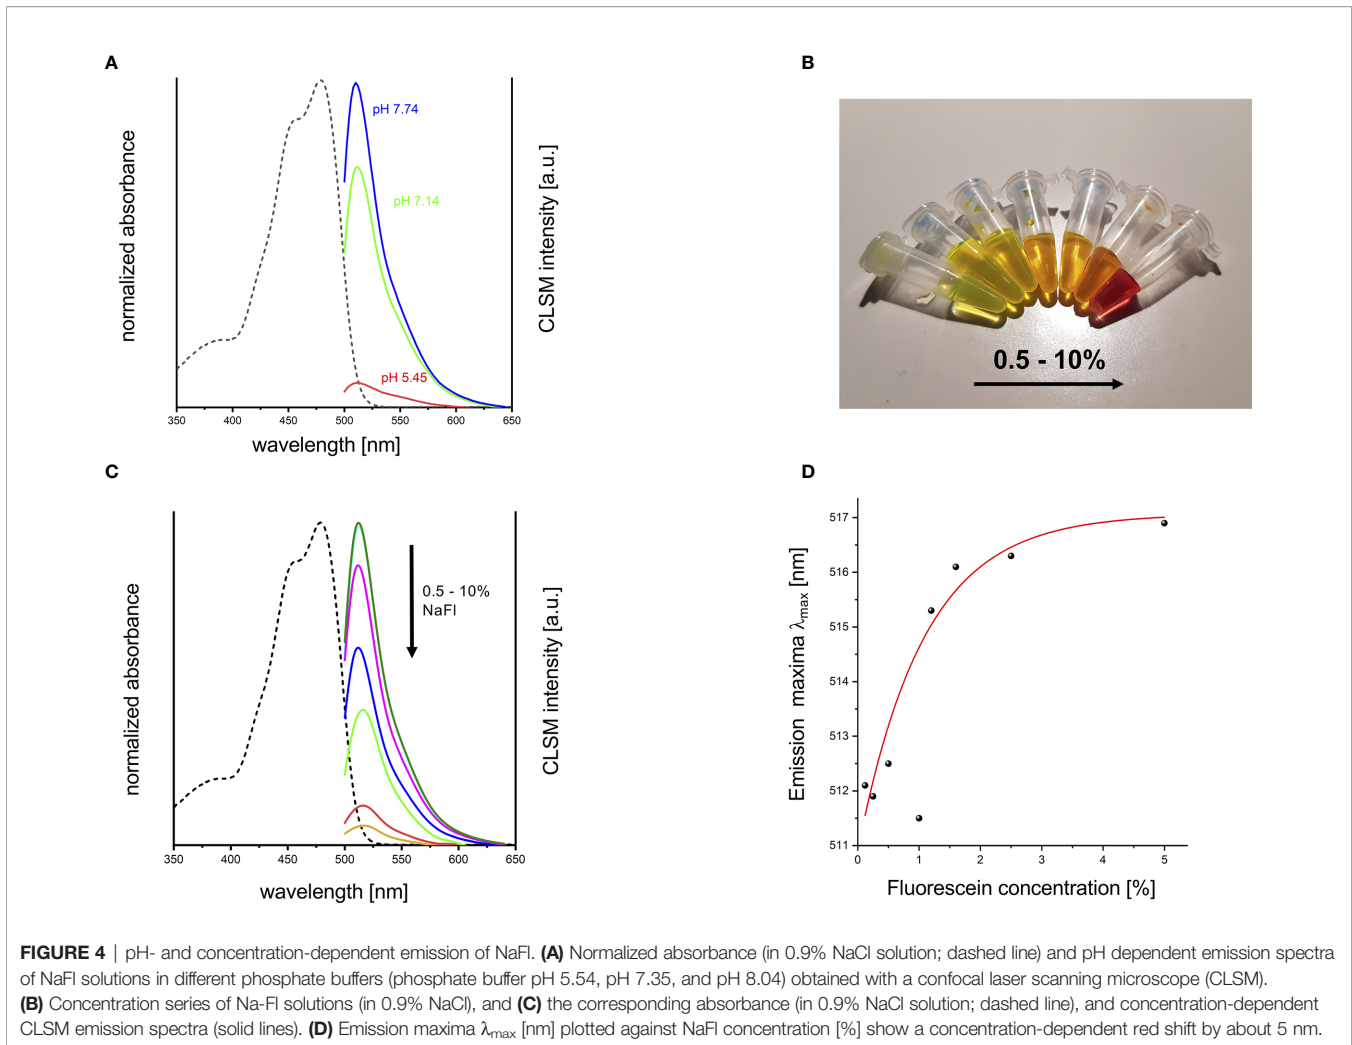 A
normalized absorbance
CLSM intensity [a.u.]
pH 7.74
pH 7.14
pH 5.45
350 400 450 500 550 600 650
wavelength [nm]
B
0.5 - 10%
C
normalized absorbance
CLSM intensity [a.u.]
0.5 - 10%
NaFl
350 400 450 500 550 600 650
wavelength [nm]
D
Emission maxima λmax [nm]
517
516
515
514
513
512
511
0 1 2 3 4 5
Fluorescein concentration [%]
FIGURE 4 | pH- and concentration-dependent emission of NaFl. (A) Normalized absorbance (in 0.9% NaCl solution; dashed line) and pH dependent emission spectra
of NaFl solutions in different phosphate buffers (phosphate buffer pH 5.54, pH 7.35, and pH 8.04) obtained with a confocal laser scanning microscope (CLSM).
(B) Concentration series of Na-Fl solutions (in 0.9% NaCl), and (C) the corresponding absorbance (in 0.9% NaCl solution; dashed line), and concentration-dependent
CLSM emission spectra (solid lines). (D) Emission maxima λmax [nm] plotted against NaFl concentration [%] show a concentration-dependent red shift by about 5 nm.